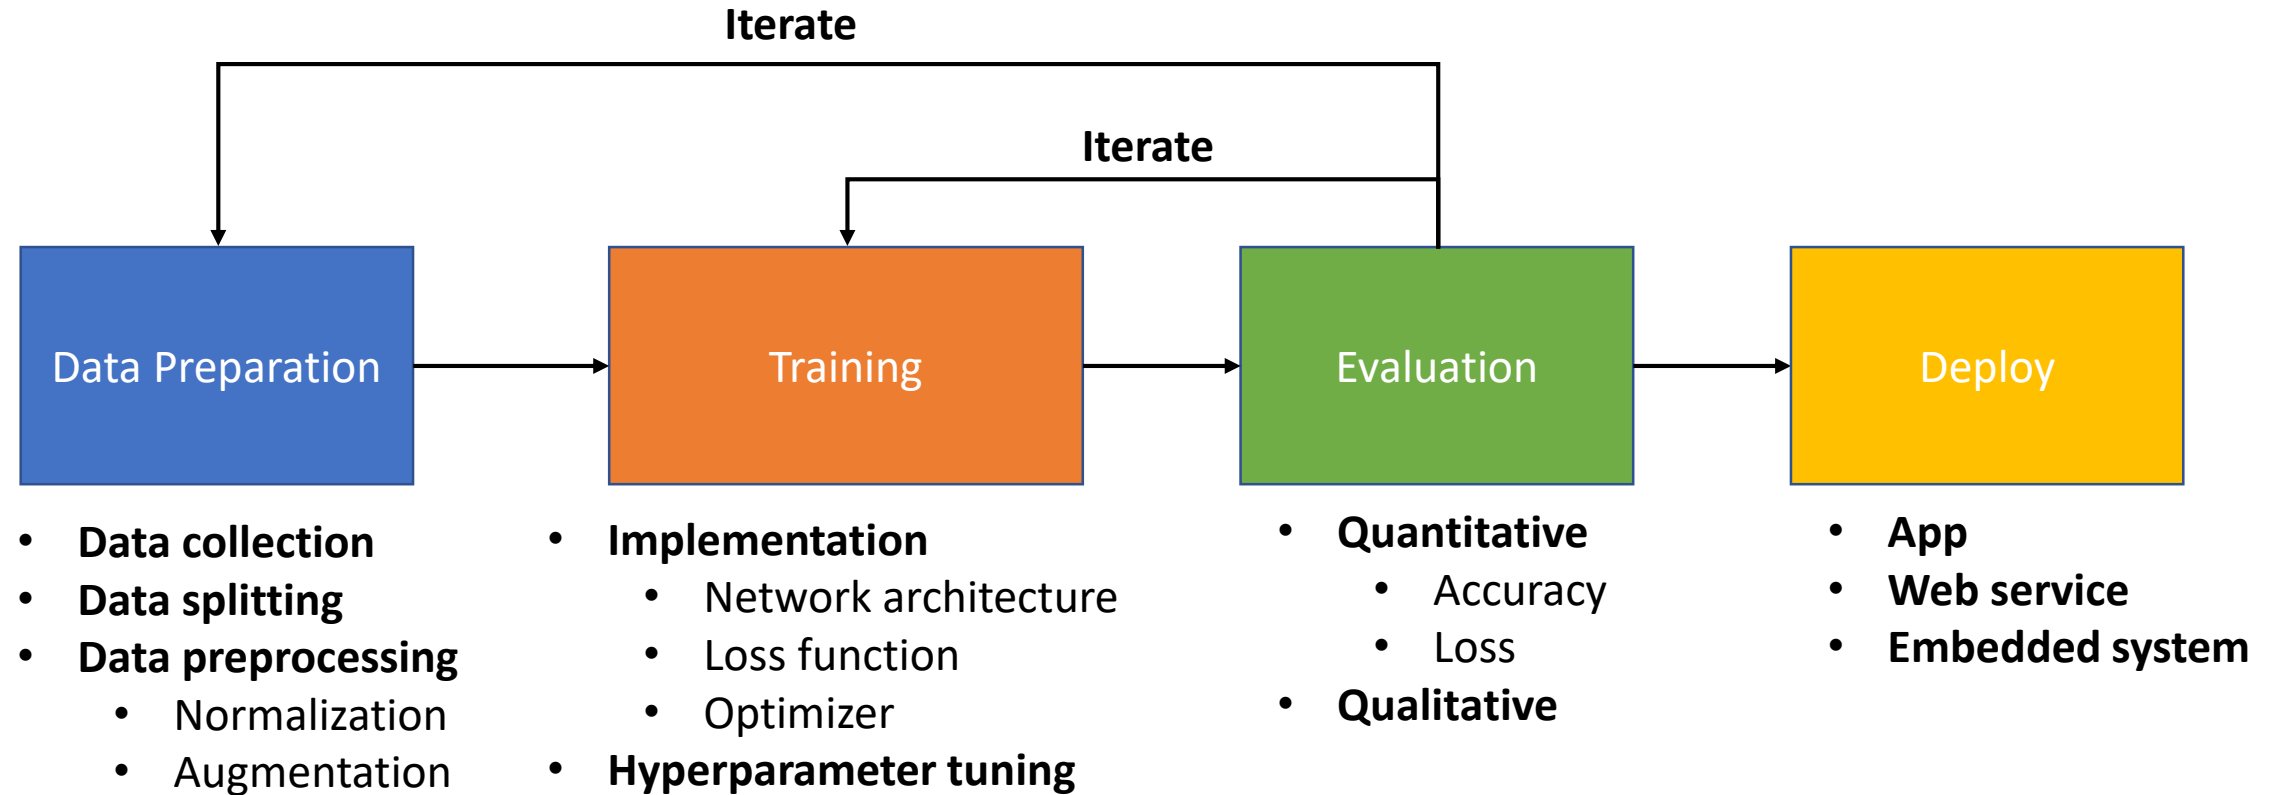 Iterate
Iterate
Data Preparation
Training
Evaluation
Deploy
• Data collection
• Data splitting
• Data preprocessing
• Normalization
• Augmentation
• Implementation
• Network architecture
• Loss function
• Optimizer
• Hyperparameter tuning
• Quantitative
• Accuracy
• Loss
• Qualitative
• App
• Web service
• Embedded system